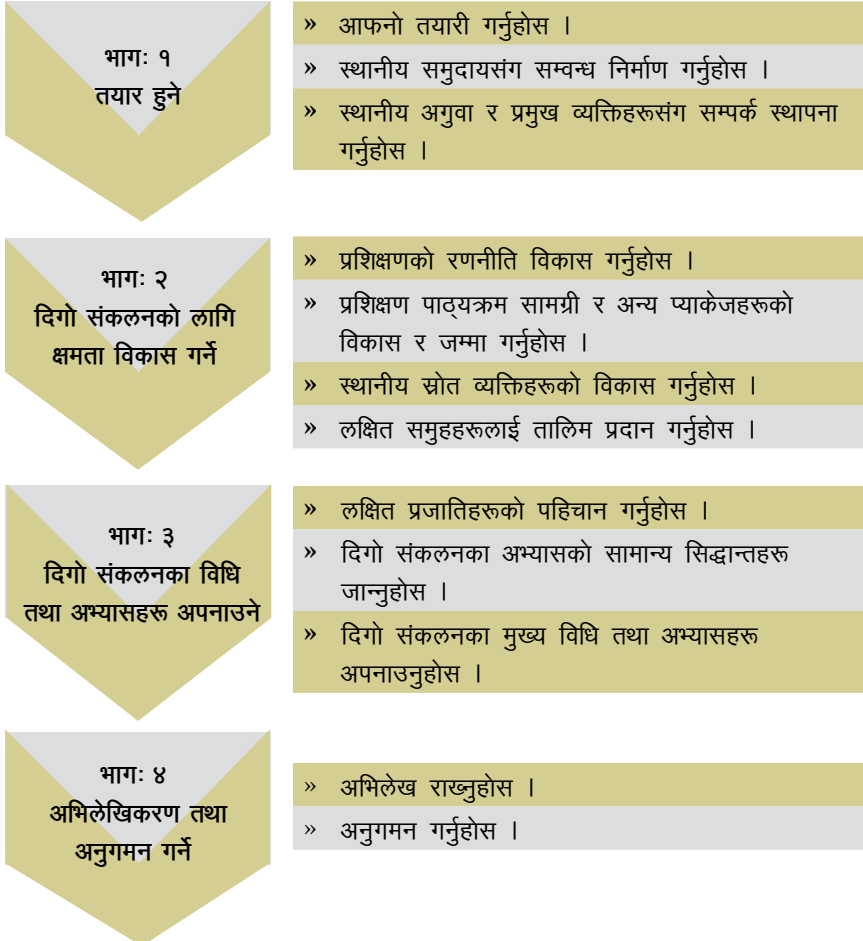 भागः १
तयार हुने
» आफ्नो तयारी गर्नुहोस ।
» स्थानीय समुदायसंग सम्वन्ध निर्माण गर्नुहोस ।
» स्थानीय अगुवा र प्रमुख व्यक्तिहरूसंग सम्पर्क स्थापना
गर्नुहोस ।
भागः २
दिगो संकलनको लागि
क्षमता विकास गर्ने
» प्रशिक्षणको रणनीति विकास गर्नुहोस ।
» प्रशिक्षण पाठ्यक्रम सामग्री र अन्य प्याकेजहरूको
विकास र जम्मा गर्नुहोस ।
» स्थानीय स्रोत व्यक्तिहरूको विकास गर्नुहोस ।
» लक्षित समुहहरूलाई तालिम प्रदान गर्नुहोस ।
भागः ३
दिगो संकलनका विधि
तथा अभ्यासहरू अपनाउने
» लक्षित प्रजातिहरूको पहिचान गर्नुहोस ।
» दिगो संकलनका अभ्यासको सामान्य सिद्धान्तहरू
जान्नुहोस ।
» दिगो संकलनका मुख्य विधि तथा अभ्यासहरू
अपनाउनुहोस ।
भागः ४
अभिलेखिकरण तथा
अनुगमन गर्ने
» अभिलेख राख्नुहोस ।
» अनुगमन गर्नुहोस ।